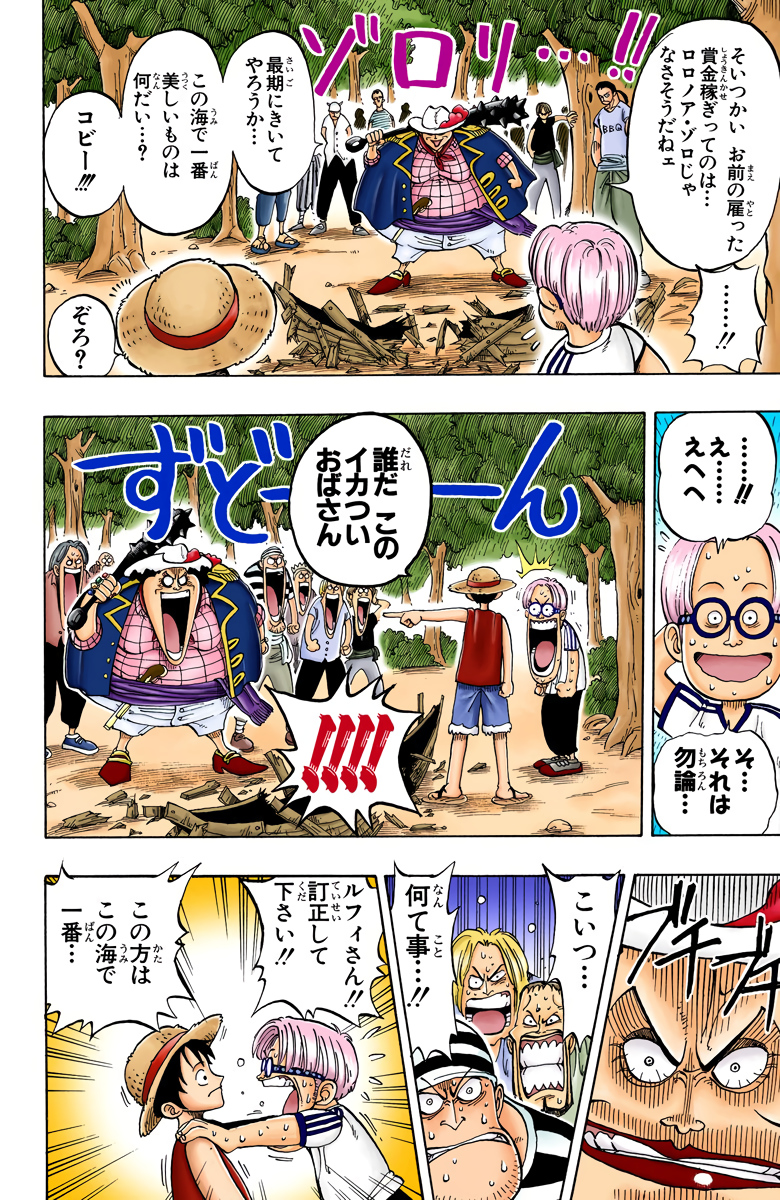 そいつかい お前の雇った
賞金稼ぎってのは…
ロロノア・ゾロじゃ
なさそうだねェ
……!!
ゾロリ…!!
BBQ
最期にきいて
やろうか…
この海で一番
美しいものは
何だい…?
コビー!!!
ぞろ?
……!!
え……
えへへ
そ…
それは
勿論…
ずどーーーん
誰だ この
イカつい
おばさん
!!!!
ブチブチッ
こいつ…
何て事…
ルフィさん!!
訂正して
下さい!!
この方は
この海で
一番…